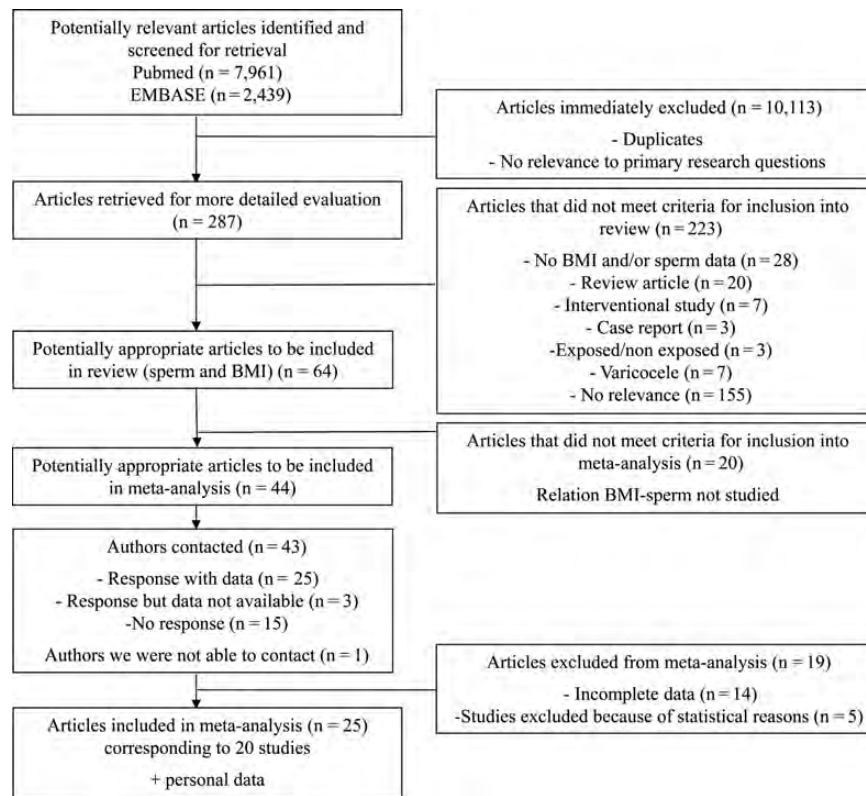 Potentially relevant articles identified and
screened for retrieval
Pubmed (n = 7,961)
EMBASE (n = 2,439)
Articles immediately excluded (n = 10,113)
- Duplicates
- No relevance to primary research questions
Articles retrieved for more detailed evaluation
(n = 287)
Articles that did not meet criteria for inclusion into
review (n = 223)
- No BMI and/or sperm data (n = 28)
- Review article (n = 20)
- Interventional study (n = 7)
- Case report (n = 3)
-Exposed/non exposed (n = 3)
- Varicocele (n = 7)
- No relevance (n = 155)
Potentially appropriate articles to be included
in review (sperm and BMI) (n = 64)
Articles that did not meet criteria for inclusion into
meta-analysis (n = 20)
Relation BMI-sperm not studied
Potentially appropriate articles to be included
in meta-analysis (n = 44)
Authors contacted (n = 43)
- Response with data (n = 25)
- Response but data not available (n = 3)
-No response (n = 15)
Authors we were not able to contact (n = 1)
Articles excluded from meta-analysis (n = 19)
- Incomplete data (n = 14)
-Studies excluded because of statistical reasons (n = 5)
Articles included in meta-analysis (n = 25)
corresponding to 20 studies
+ personal data